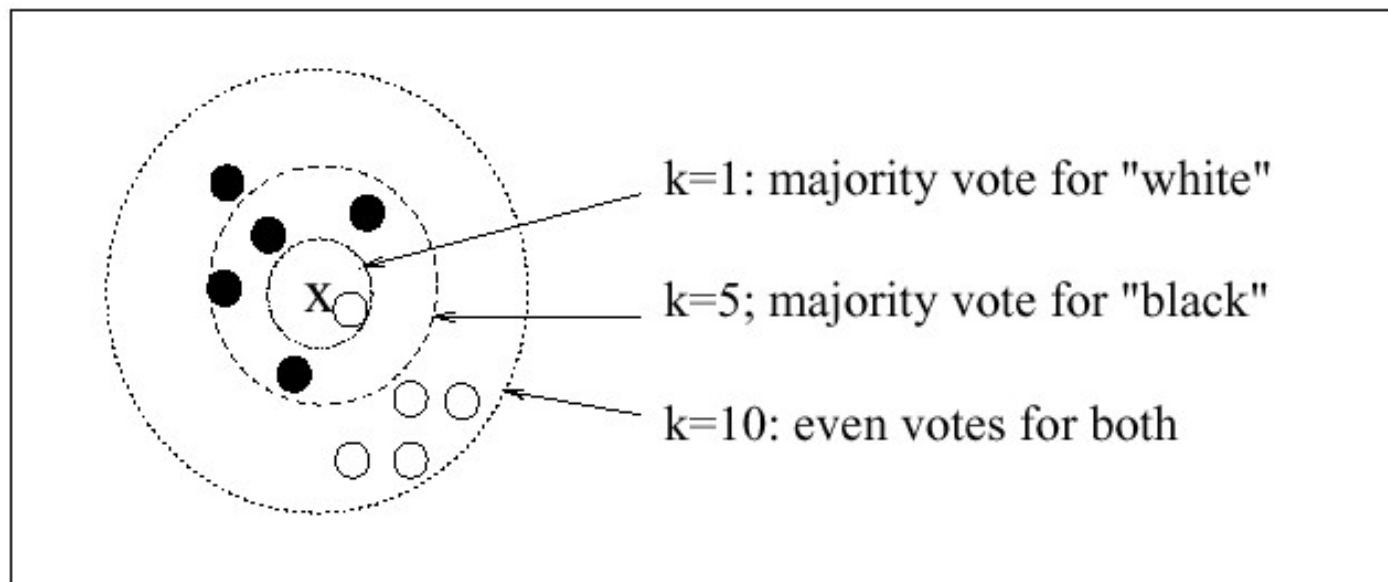 k=1: majority vote for "white"
X
k=5; majority vote for "black"
k=10: even votes for both